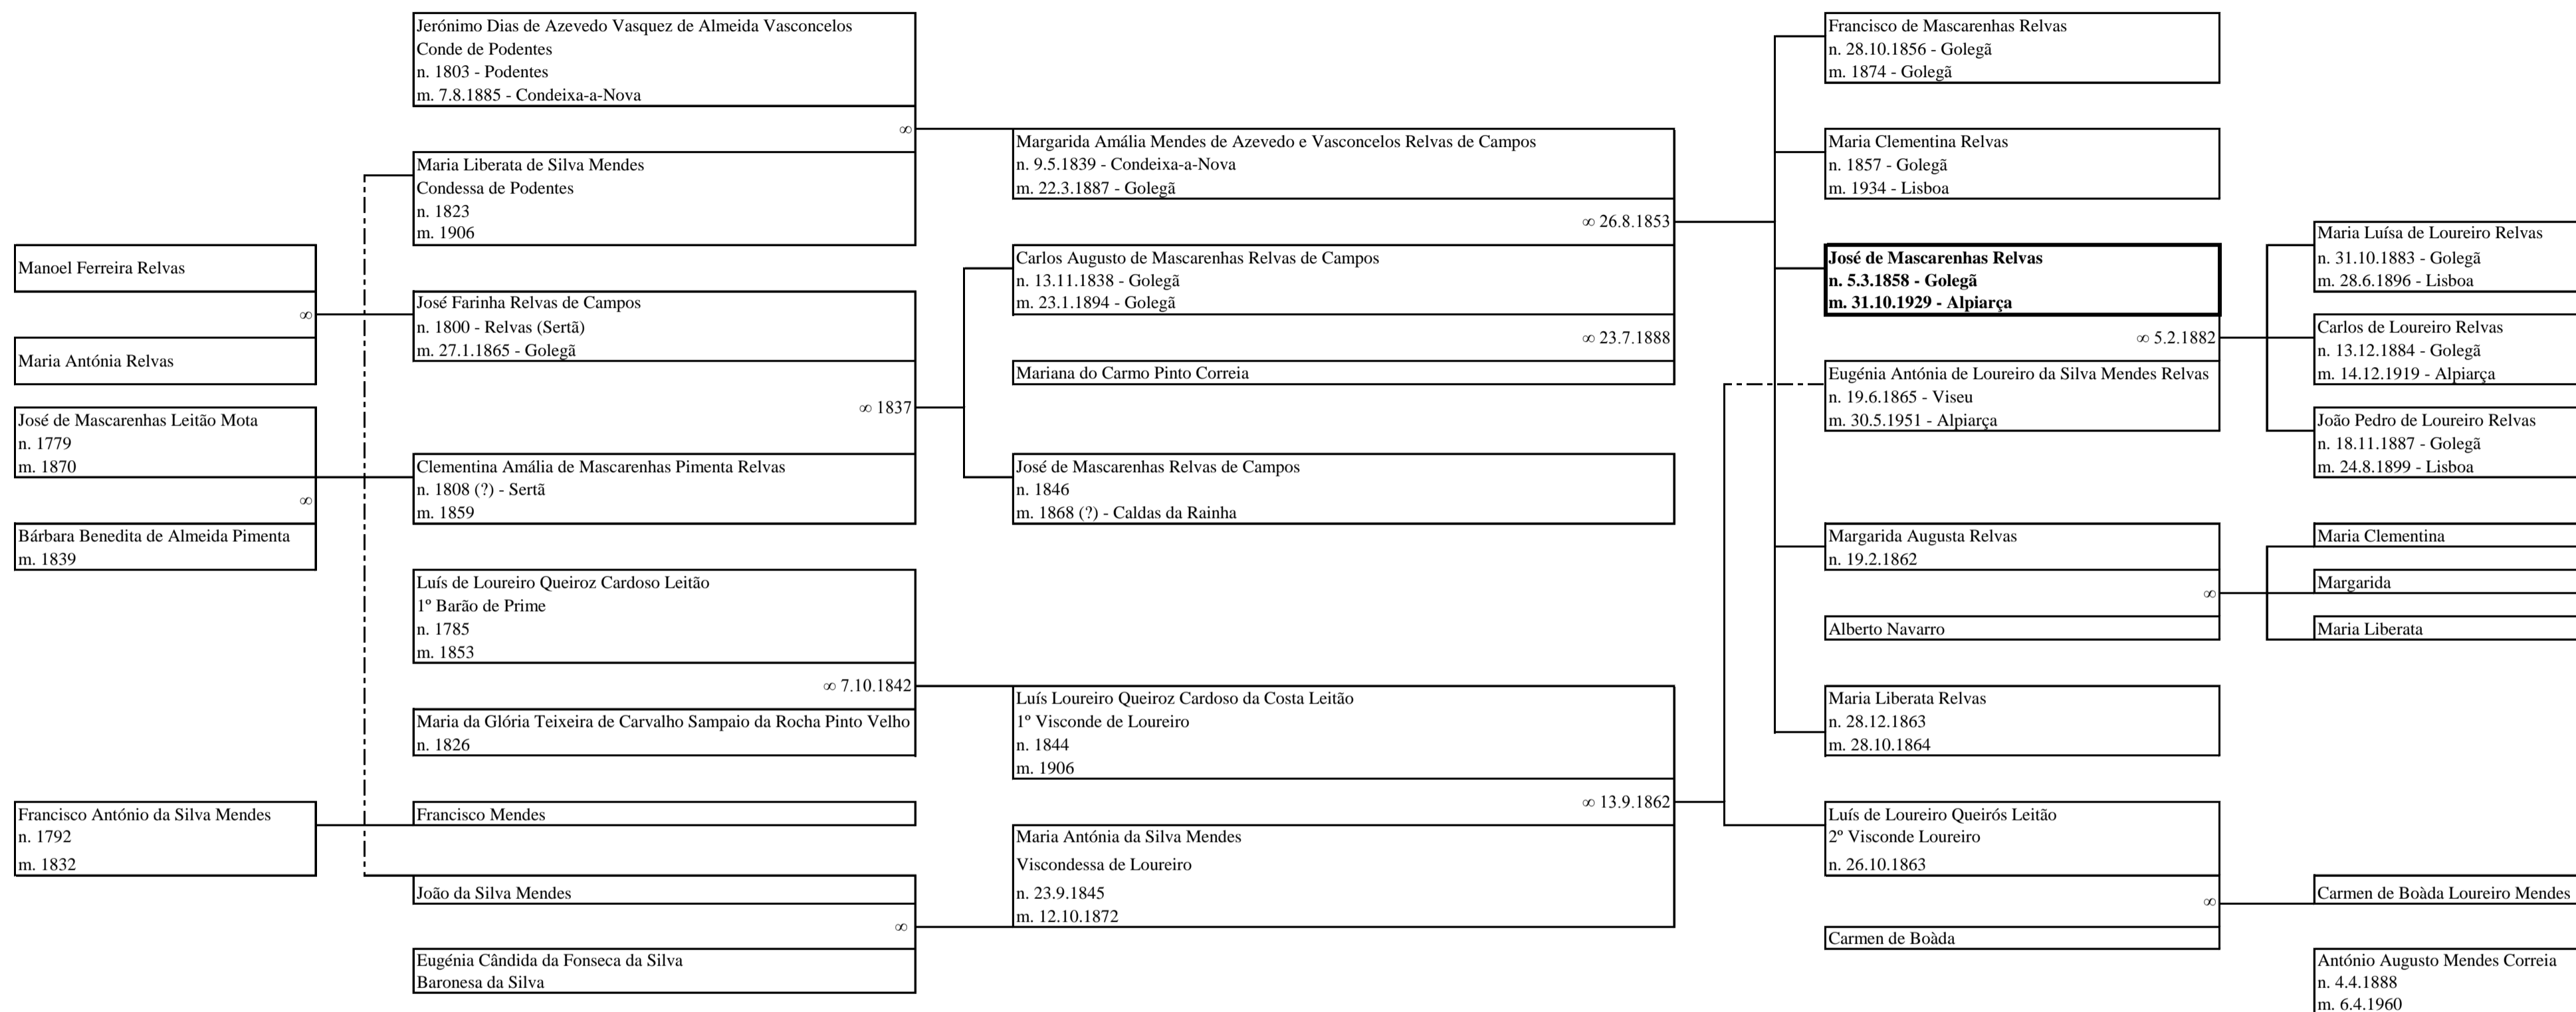 Manoel Ferreira Relvas
∞
Maria Antónia Relvas
José de Mascarenhas Leitão Mota
n. 1779
m. 1870
∞
Bárbara Benedita de Almeida Pimenta
m. 1839
Francisco António da Silva Mendes
n. 1792
m. 1832
Jerónimo Dias de Azevedo Vasquez de Almeida Vasconcelos
Conde de Podentes
n. 1803 - Podentes
m. 7.8.1885 - Condeixa-a-Nova
∞
Maria Liberata de Silva Mendes
Condessa de Podentes
n. 1823
m. 1906
José Farinha Relvas de Campos
n. 1800 - Relvas (Sertã)
m. 27.1.1865 - Golegã
∞ 1837
Clementina Amália de Mascarenhas Pimenta Relvas
n. 1808 (?) - Sertã
m. 1859
Luís de Loureiro Queiroz Cardoso Leitão
1º Barão de Prime
n. 1785
m. 1853
∞ 7.10.1842
Maria da Glória Teixeira de Carvalho Sampaio da Rocha Pinto Velho
n. 1826
Francisco Mendes
João da Silva Mendes
∞
Eugénia Cândida da Fonseca da Silva
Baronesa da Silva
Margarida Amália Mendes de Azevedo e Vasconcelos Relvas de Campos
n. 9.5.1839 - Condeixa-a-Nova
m. 22.3.1887 - Golegã
∞ 26.8.1853
Carlos Augusto de Mascarenhas Relvas de Campos
n. 13.11.1838 - Golegã
m. 23.1.1894 - Golegã
∞ 23.7.1888
Mariana do Carmo Pinto Correia
José de Mascarenhas Relvas de Campos
n. 1846
m. 1868 (?) - Caldas da Rainha
Luís Loureiro Queiroz Cardoso da Costa Leitão
1º Visconde de Loureiro
n. 1844
m. 1906
∞ 13.9.1862
Maria Antónia da Silva Mendes
Viscondessa de Loureiro
n. 23.9.1845
m. 12.10.1872
Francisco de Mascarenhas Relvas
n. 28.10.1856 - Golegã
m. 1874 - Golegã
Maria Clementina Relvas
n. 1857 - Golegã
m. 1934 - Lisboa
José de Mascarenhas Relvas
n. 5.3.1858 - Golegã
m. 31.10.1929 - Alpiarça
∞ 5.2.1882
Eugénia Antónia de Loureiro da Silva Mendes Relvas
n. 19.6.1865 - Viseu
m. 30.5.1951 - Alpiarça
Margarida Augusta Relvas
n. 19.2.1862
∞
Alberto Navarro
Maria Liberata Relvas
n. 28.12.1863
m. 28.10.1864
Luís de Loureiro Queirós Leitão
2º Visconde Loureiro
n. 26.10.1863
∞
Carmen de Boàda
Maria Luísa de Loureiro Relvas
n. 31.10.1883 - Golegã
m. 28.6.1896 - Lisboa
Carlos de Loureiro Relvas
n. 13.12.1884 - Golegã
m. 14.12.1919 - Alpiarça
João Pedro de Loureiro Relvas
n. 18.11.1887 - Golegã
m. 24.8.1899 - Lisboa
Maria Clementina
Margarida
Maria Liberata
Carmen de Boàda Loureiro Mendes
António Augusto Mendes Correia
n. 4.4.1888
m. 6.4.1960